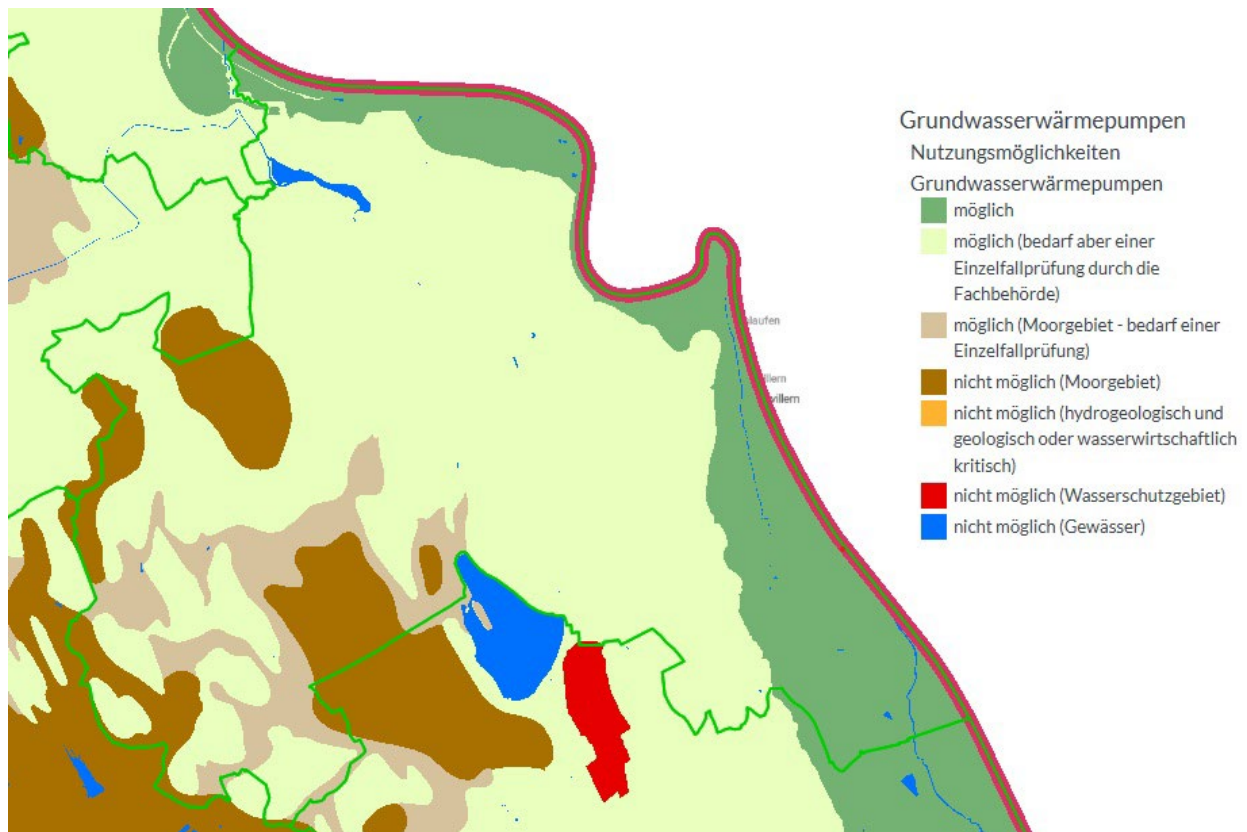 Grundwasserwärmepumpen
Nutzungsmöglichkeiten
Grundwasserwärmepumpen
möglich
möglich (bedarf aber einer
Einzelfallprüfung durch die
Fachbehörde)
möglich (Moorgebiet - bedarf einer
Einzelfallprüfung)
nicht möglich (Moorgebiet)
nicht möglich (hydrogeologisch und
geologisch oder wasserwirtschaftlich
kritisch)
nicht möglich (Wasserschutzgebiet)
nicht möglich (Gewässer)